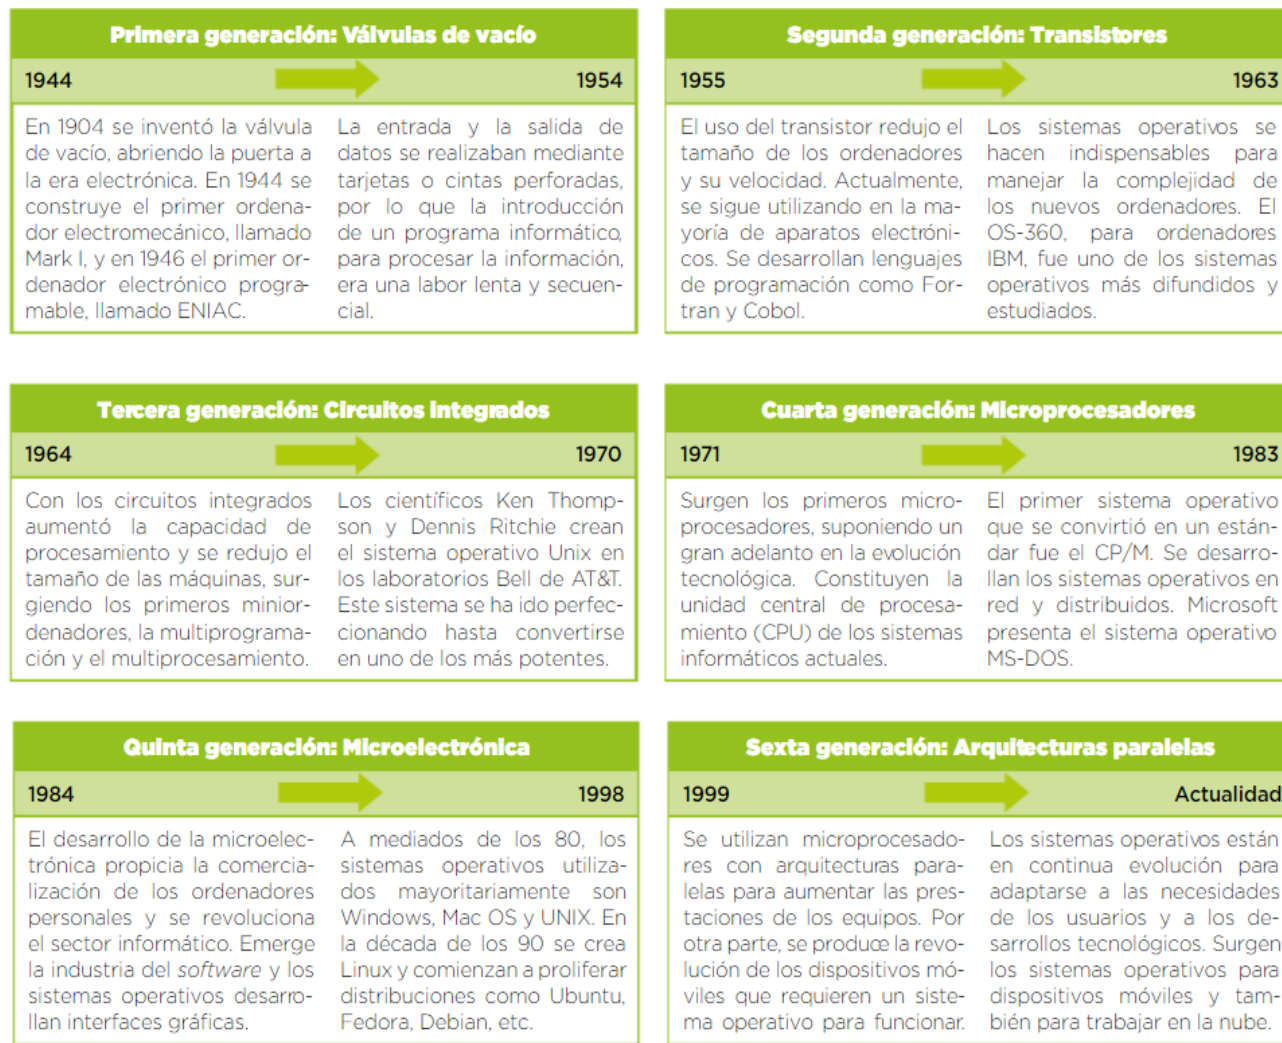 Primera generación: Válvulas de vacío
1944 1954
En 1904 se inventó la válvula
de vacío, abriendo la puerta a
la era electrónica. En 1944 se
construye el primer ordena-
dor electromecánico, llamado
Mark I, y en 1946 el primer or-
denador electrónico progra-
mable, llamado ENIAC.
La entrada y la salida de
datos se realizaban mediante
tarjetas o cintas perforadas,
por lo que la introducción
de un programa informático,
para procesar la información,
era una labor lenta y secuen-
cial.
Segunda generación: Transistores
1955 1963
El uso del transistor redujo el
tamaño de los ordenadores
y su velocidad. Actualmente,
se sigue utilizando en la ma-
yoría de aparatos electróni-
cos. Se desarrollan lenguajes
de programación como For-
tran y Cobol.
Los sistemas operativos se
hacen indispensables para
manejar la complejidad de
los nuevos ordenadores. El
OS-360, para ordenadores
IBM, fue uno de los sistemas
operativos más difundidos y
estudiados.
Tercera generación: Circuitos integrados
1964 1970
Con los circuitos integrados
aumentó la capacidad de
procesamiento y se redujo el
tamaño de las máquinas, sur-
giendo los primeros minior-
denadores, la multiprograma-
ción y el multiprocesamiento.
Los científicos Ken Thomp-
son y Dennis Ritchie crean
el sistema operativo Unix en
los laboratorios Bell de AT&T.
Este sistema se ha ido perfec-
cionando hasta convertirse
en uno de los más potentes.
Cuarta generación: Microprocesadores
1971 1983
Surgen los primeros micro-
procesadores, suponiendo un
gran adelanto en la evolución
tecnológica. Constituyen la
unidad central de procesa-
miento (CPU) de los sistemas
informáticos actuales.
El primer sistema operativo
que se convirtió en un están-
dar fue el CP/M. Se desarro-
llan los sistemas operativos en
red y distribuidos. Microsoft
presenta el sistema operativo
MS-DOS.
Quinta generación: Microelectrónica
1984 1998
El desarrollo de la microelec-
trónica propicia la comercia-
lización de los ordenadores
personales y se revoluciona
el sector informático. Emerge
la industria del software y los
sistemas operativos desarro-
llan interfaces gráficas.
A mediados de los 80, los
sistemas operativos utiliza-
dos mayoritariamente son
Windows, Mac OS y UNIX. En
la década de los 90 se crea
Linux y comienzan a proliferar
distribuciones como Ubuntu,
Fedora, Debian, etc.
Sexta generación: Arquitecturas paralelas
1999 Actualidad
Se utilizan microprocesado-
res con arquitecturas para-
lelas para aumentar las pres-
taciones de los equipos. Por
otra parte, se produce la revo-
lución de los dispositivos mó-
viles que requieren un siste-
ma operativo para funcionar.
Los sistemas operativos están
en continua evolución para
adaptarse a las necesidades
de los usuarios y a los de-
sarrollos tecnológicos. Surgen
los sistemas operativos para
dispositivos móviles y tam-
bién para trabajar en la nube.